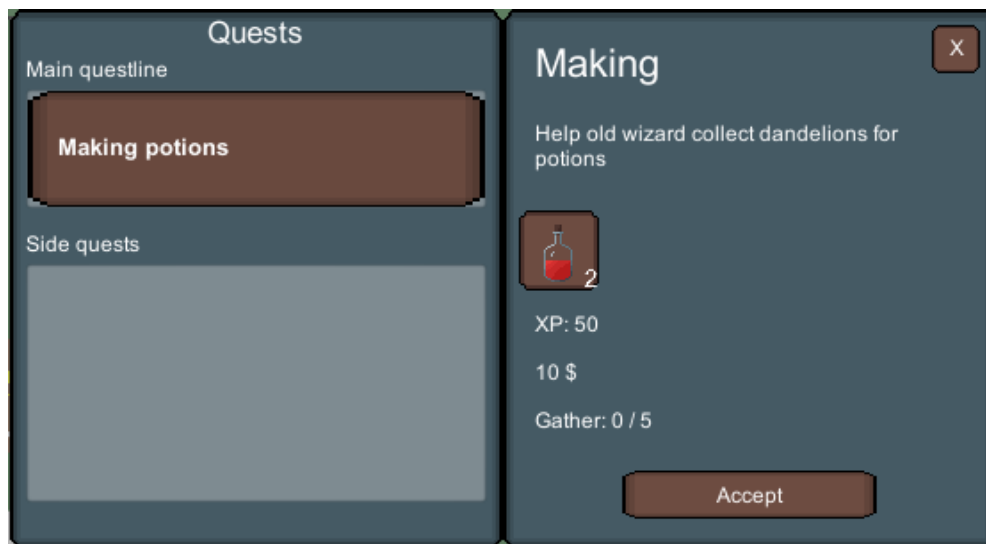 Quests
Main questline
Making potions
Side quests
X
Making
Help old wizard collect dandelions for
potions
2
XP: 50
10 $
Gather: 0 / 5
Accept